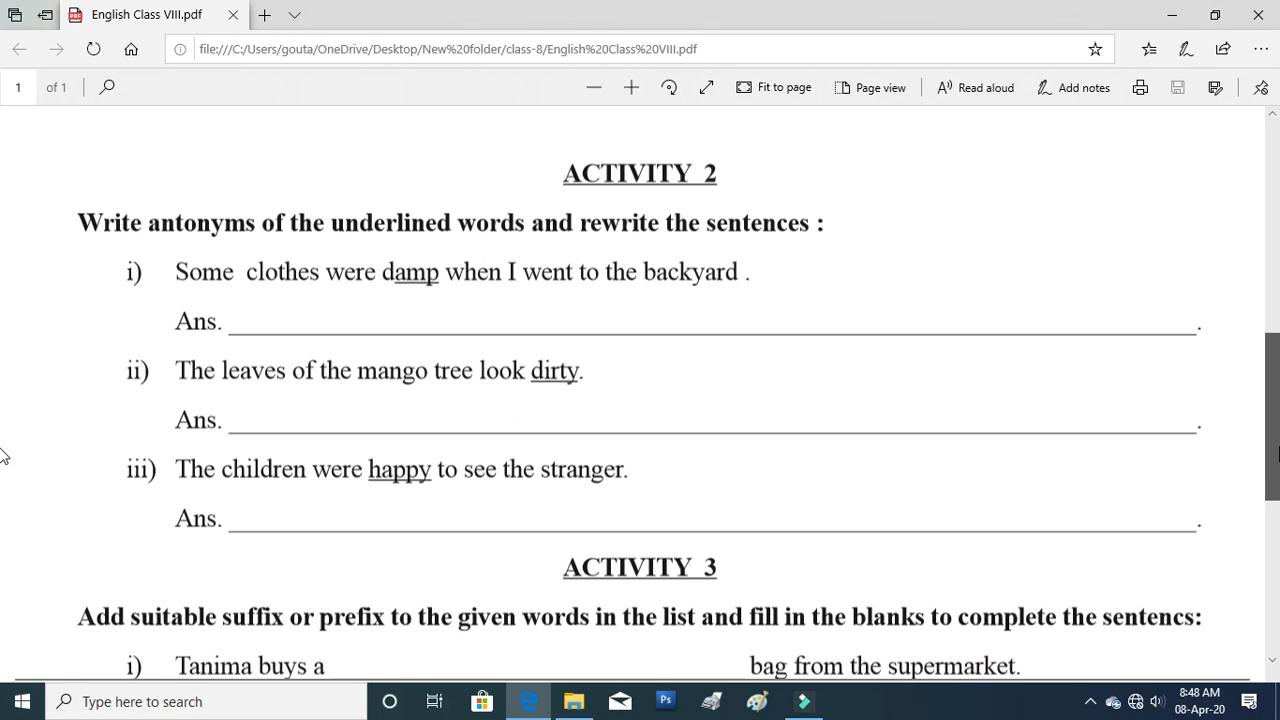 English Class VIII.pdf
file:///C:/Users/gouta/OneDrive/Desktop/New%20folder/class-8/English%20Class%20VIII.pdf
1 of 1 Fit to page Page view Read aloud Add notes
ACTIVITY 2
Write antonyms of the underlined words and rewrite the sentences :
i) Some clothes were damp when I went to the backyard .
Ans. ______________________________.
ii) The leaves of the mango tree look dirty.
Ans. ______________________________.
iii) The children were happy to see the stranger.
Ans. ______________________________.
ACTIVITY 3
Add suitable suffix or prefix to the given words in the list and fill in the blanks to complete the sentencs:
i) Tanima buys a ____________ bag from the supermarket.
Type here to search
Ps
8:48 AM
08-Apr-20